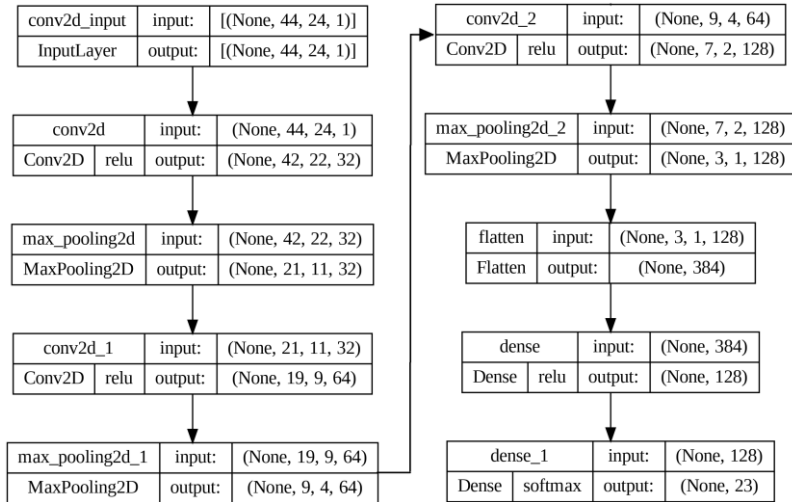 conv2d_input input: [(None, 44, 24, 1)]
InputLayer output: [(None, 44, 24, 1)]
conv2d input: (None, 44, 24, 1)
Conv2D relu output: (None, 42, 22, 32)
max_pooling2d input: (None, 42, 22, 32)
MaxPooling2D output: (None, 21, 11, 32)
conv2d_1 input: (None, 21, 11, 32)
Conv2D relu output: (None, 19, 9, 64)
max_pooling2d_1 input: (None, 19, 9, 64)
MaxPooling2D output: (None, 9, 4, 64)
conv2d_2 input: (None, 9, 4, 64)
Conv2D relu output: (None, 7, 2, 128)
max_pooling2d_2 input: (None, 7, 2, 128)
MaxPooling2D output: (None, 3, 1, 128)
flatten input: (None, 3, 1, 128)
Flatten output: (None, 384)
dense input: (None, 384)
Dense relu output: (None, 128)
dense_1 input: (None, 128)
Dense softmax output: (None, 23)